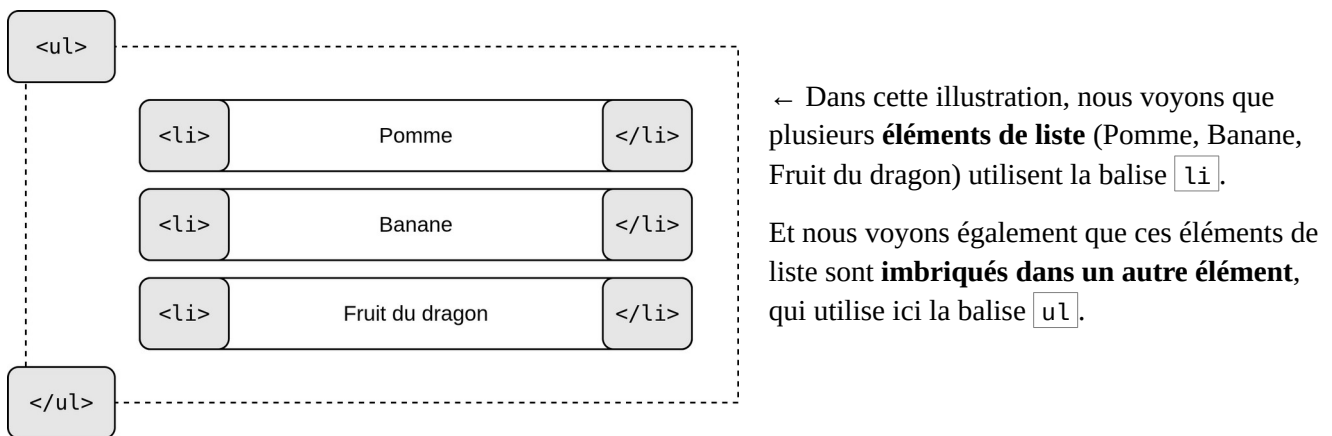 <ul>
<li> Pomme </li>
<li> Banane </li>
<li> Fruit du dragon </li>
</ul>
← Dans cette illustration, nous voyons que
plusieurs éléments de liste (Pomme, Banane,
Fruit du dragon) utilisent la balise li.
Et nous voyons également que ces éléments de
liste sont imbriqués dans un autre élément,
qui utilise ici la balise ul.